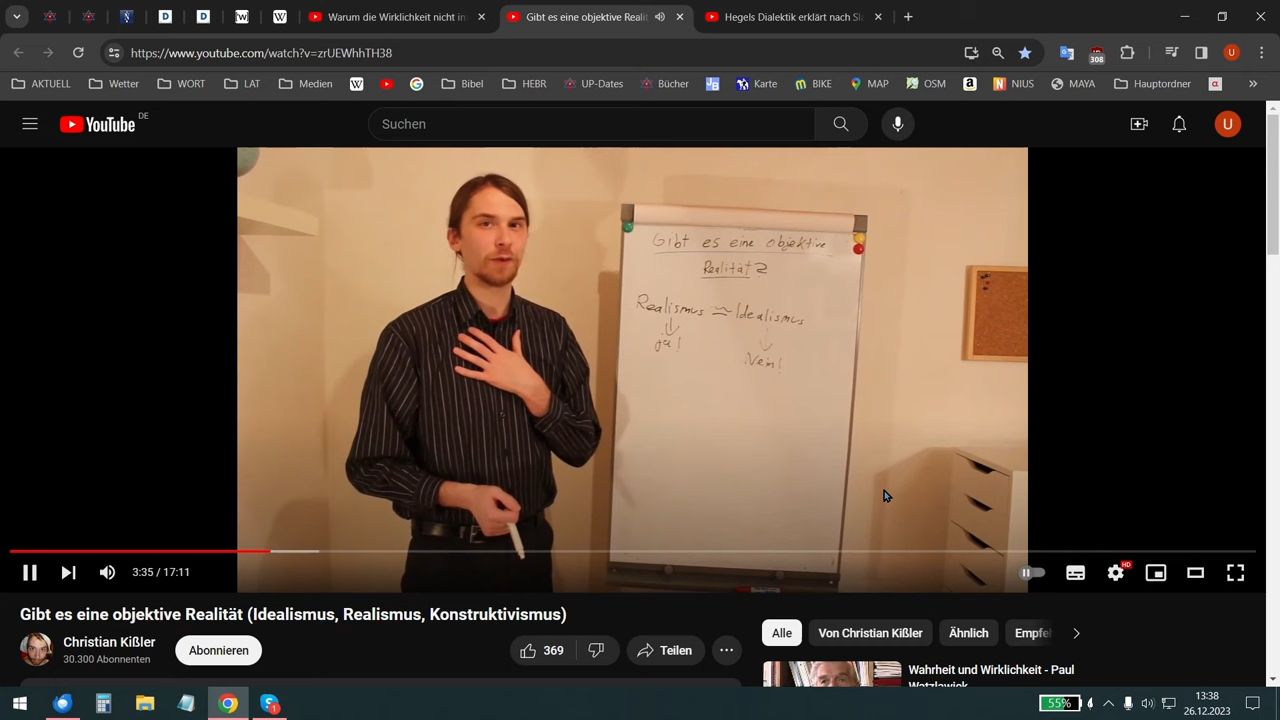 Warum die Wirklichkeit nicht in
Gibt es eine objektive Realit
Hegels Dialektik erklärt nach Sl
https://www.youtube.com/watch?v=zrUEWhhTH38
U
308
AKTUELL
Wetter
WORT
LAT
Medien
Bibel
HEBR
UP-Dates
Bücher
Karte
BIKE
MAP
OSM
NIUS
MAYA
Hauptordner
YouTube DE
Suchen
U
Gibt es eine objektive
Realität?
Realismus Idealismus
ja!
Nein!
3:35 / 17:11
HD
Gibt es eine objektive Realität (Idealismus, Realismus, Konstruktivismus)
Christian Kißler
30.300 Abonnenten
Abonnieren
369
Teilen
Alle
Von Christian Kißler
Ähnlich
Empfel
Wahrheit und Wirklichkeit - Paul
Watzlawick
55%
13:38
26.12.2023